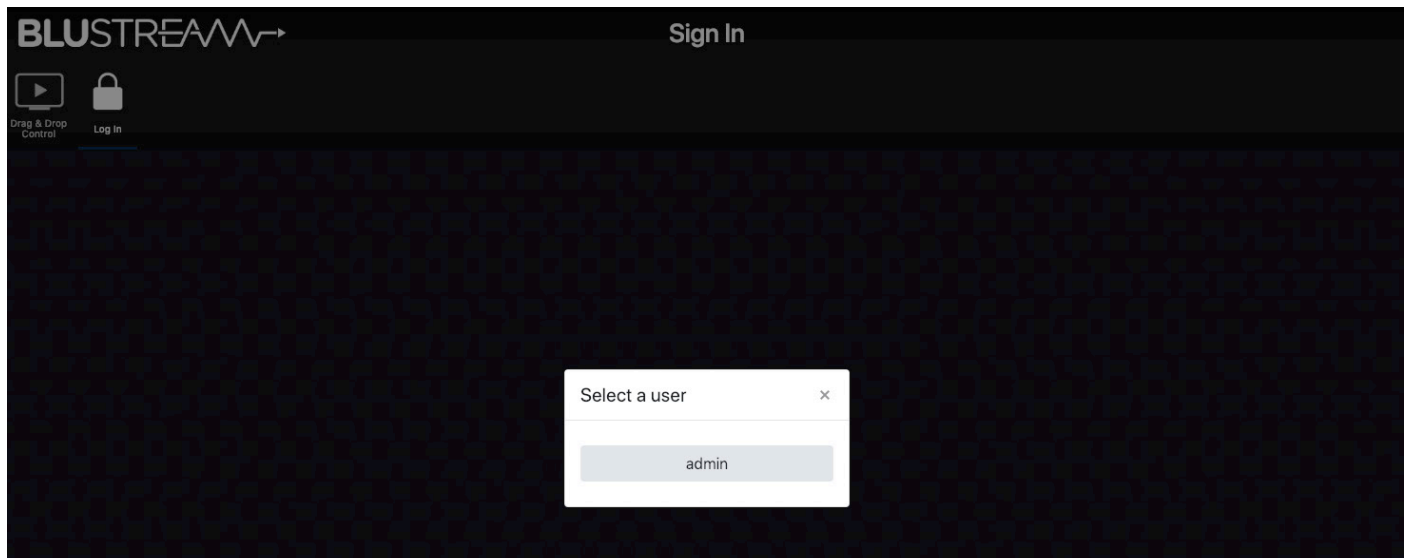 BLUSTREAM
Sign In
Drag & Drop
Control
Log In
Select a user
×
admin